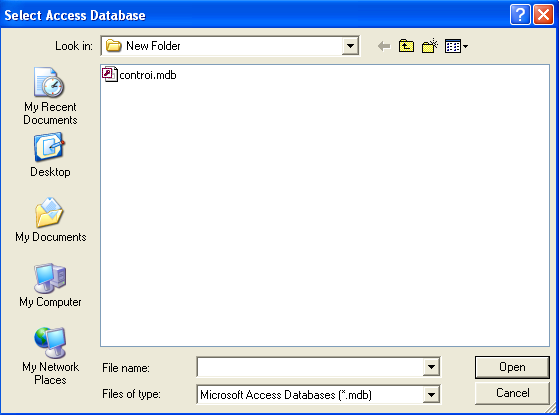 Select Access Database
Look in:
New Folder
controi.mdb
My Recent
Documents
Desktop
My Documents
My Computer
My Network
Places
File name:
Open
Files of type:
Microsoft Access Databases (*.mdb)
Cancel